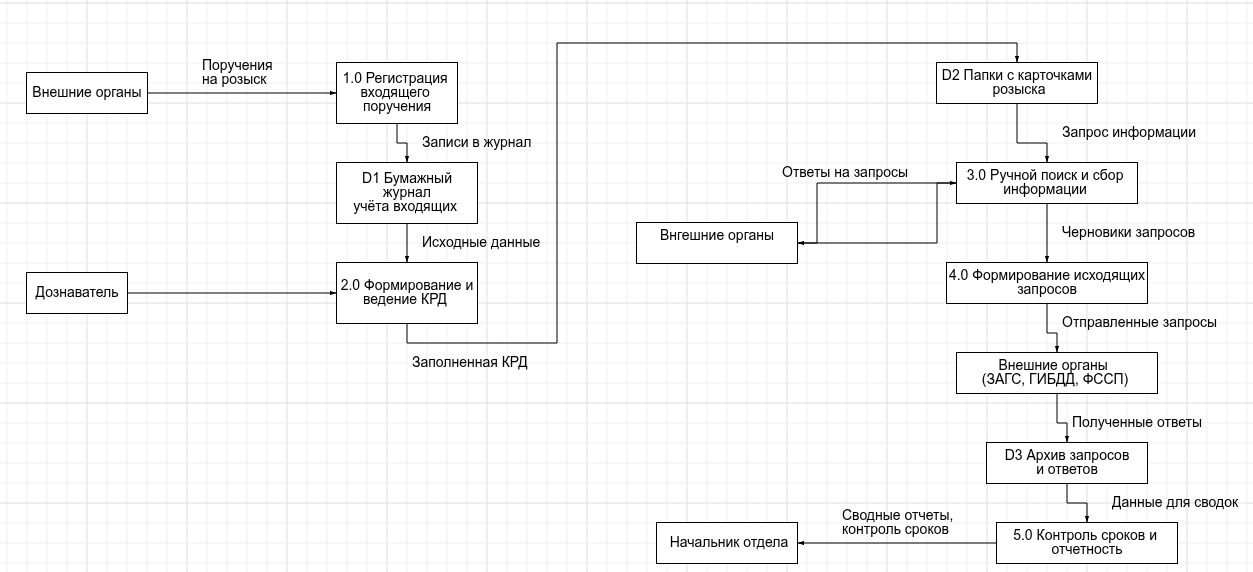 Поручения
на розыск
Внешние органы
1.0 Регистрация
входящего
поручения
Записи в журнал
D1 Бумажный
журнал
учёта входящих
Исходные данные
Дознаватель
2.0 Формирование и
ведение КРД
Заполненная КРД
D2 Папки с карточками
розыска
Запрос информации
Ответы на запросы
3.0 Ручной поиск и сбор
информации
Внгешние органы
Черновики запросов
4.0 Формирование исходящих
запросов
Отправленные запросы
Внешние органы
(ЗАГС, ГИБДД, ФССП)
Полученные ответы
D3 Архив запросов
и ответов
Данные для сводок
5.0 Контроль сроков и
отчетность
Сводные отчеты,
контроль сроков
Начальник отдела